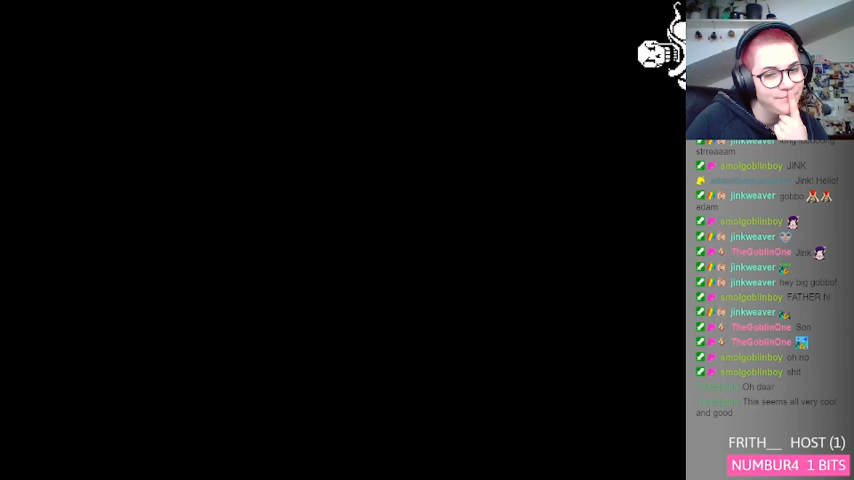 jinkweaver
streaaam
smolgoblinboy JINK
Jink! Hello!
jinkweaver gobbo
adam
smolgoblinboy
jinkweaver
TheGoblinOne Jink
jinkweaver
jinkweaver hey big gobbo!
smolgoblinboy FATHER hi
jinkweaver
TheGoblinOne Son
TheGoblinOne
smolgoblinboy oh no
smolgoblinboy shit
Oh dear
This seems all very cool
and good
FRITH__ HOST (1)
NUMBUR4 1 BITS